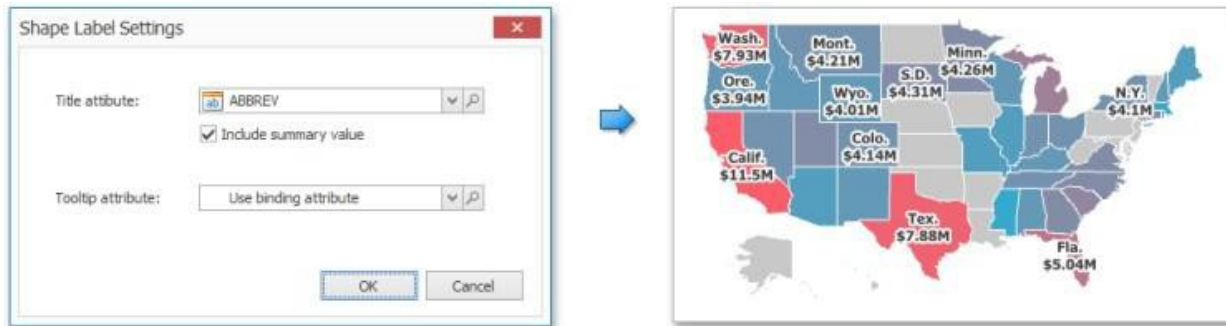 Shape Label Settings
Title attibute:
ab
ABBREV
Include summary value
Tooltip attribute:
Use binding attribute
OK
Cancel
Wash.
$7.93M
Mont.
$4.21M
Minn.
$4.26M
Ore.
$3.94M
S.D.
$4.31M
Wyo.
$4.01M
N.Y.
$4.1M
Colo.
$4.14M
Calif.
$11.5M
Tex.
$7.88M
Fla.
$5.04M